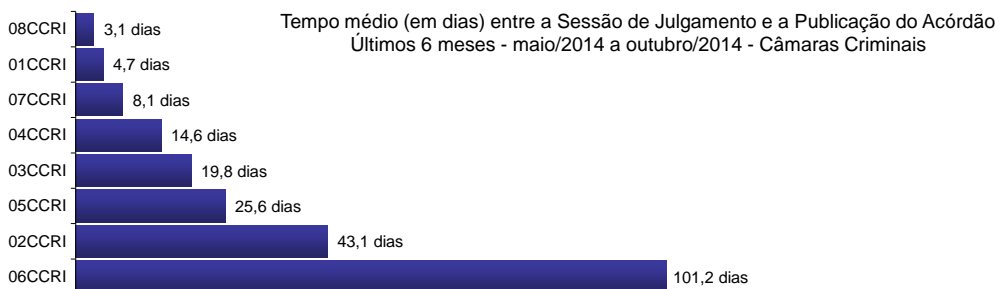 Tempo médio (em dias) entre a Sessão de Julgamento e a Publicação do Acórdão
Últimos 6 meses - maio/2014 a outubro/2014 - Câmaras Criminais
08CCRI 3,1 dias
01CCRI 4,7 dias
07CCRI 8,1 dias
04CCRI 14,6 dias
03CCRI 19,8 dias
05CCRI 25,6 dias
02CCRI 43,1 dias
06CCRI 101,2 dias